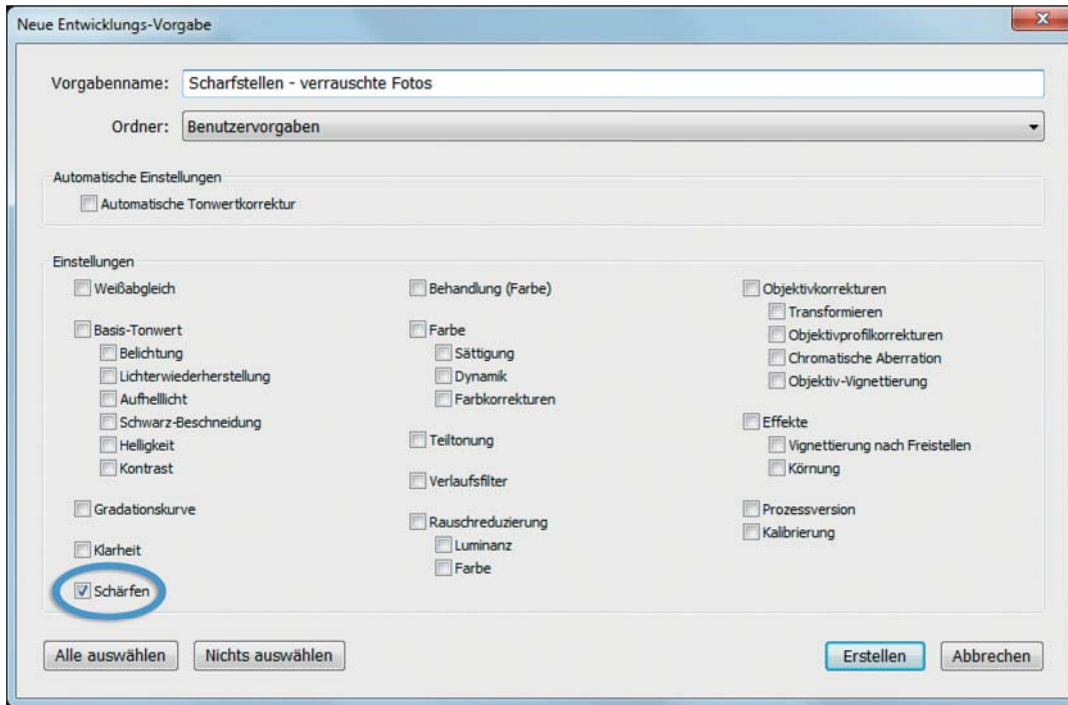 Neue Entwicklungs-Vorgabe
Vorgabenname: Scharfstellen - verrauschte Fotos
Ordner: Benutzervorgaben
Automatische Einstellungen
Automatische Tonwertkorrektur
Einstellungen
Weißabgleich
Basis-Tonwert
Belichtung
Lichterwiederherstellung
Aufhelllicht
Schwarz-Beschneidung
Helligkeit
Kontrast
Gradationskurve
Klarheit
Schärfen
Behandlung (Farbe)
Farbe
Sättigung
Dynamik
Farbkorrekturen
Teiltonung
Verlaufsfilter
Rauschreduzierung
Luminanz
Farbe
Objektivkorrekturen
Transformieren
Objektivprofilkorrekturen
Chromatische Aberration
Objektiv-Vignettierung
Effekte
Vignettierung nach Freistellen
Körnung
Prozessversion
Kalibrierung
Alle auswählen Nichts auswählen Erstellen Abbrechen